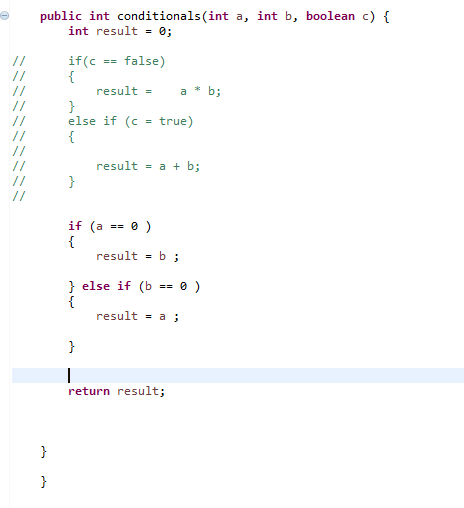 public int conditionals(int a, int b, boolean c) {
int result = 0;
// if(c == false)
// {
// result = a * b;
// }
// else if (c = true)
// {
//
// result = a + b;
// }
//
if (a == 0 )
{
result = b ;
} else if (b == 0 )
{
result = a ;
}
return result;
}
}